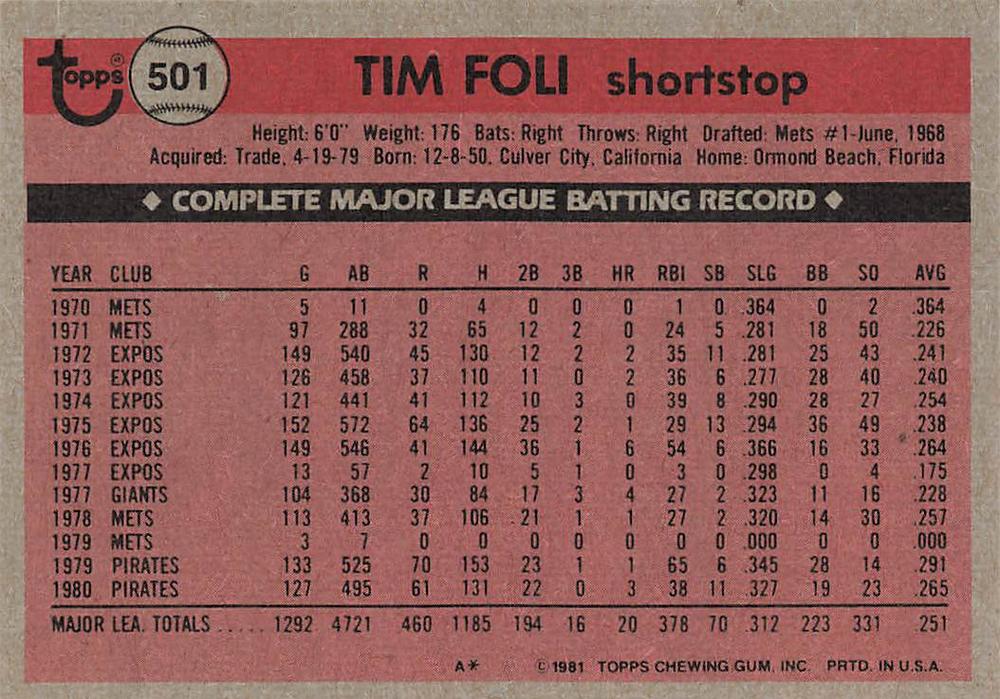 Topps® 501 TIM FOLI shortstop
Height: 6'0" Weight: 176 Bats: Right Throws: Right Drafted: Mets #1-June, 1968
Acquired: Trade, 4-19-79 Born: 12-8-50, Culver City, California Home: Ormond Beach, Florida
◆ COMPLETE MAJOR LEAGUE BATTING RECORD ◆
YEAR CLUB G AB R H 2B 3B HR RBI SB SLG BB SO AVG
1970 METS 5 11 0 4 0 0 0 1 0 .364 0 2 .364
1971 METS 97 288 32 65 12 2 0 24 5 .281 18 50 .226
1972 EXPOS 149 540 45 130 12 2 2 35 11 .281 25 43 .241
1973 EXPOS 126 458 37 110 11 0 2 36 6 .277 28 40 .240
1974 EXPOS 121 441 41 112 10 3 0 39 8 .290 28 27 .254
1975 EXPOS 152 572 64 136 25 2 1 29 13 .294 36 49 .238
1976 EXPOS 149 546 41 144 36 1 6 54 6 .366 16 33 .264
1977 EXPOS 13 57 2 10 5 1 0 3 0 .298 0 4 .175
1977 GIANTS 104 368 30 84 17 3 4 27 2 .323 11 16 .228
1978 METS 113 413 37 106 21 1 1 27 2 .320 14 30 .257
1979 METS 3 7 0 0 0 0 0 0 0 .000 0 0 .000
1979 PIRATES 133 525 70 153 23 1 1 65 6 .345 28 14 .291
1980 PIRATES 127 495 61 131 22 0 3 38 11 .327 19 23 .265
MAJOR LEA. TOTALS ..... 1292 4721 460 1185 194 16 20 378 70 .312 223 331 .251
A* ©1981 TOPPS CHEWING GUM, INC. PRTD. IN U.S.A.